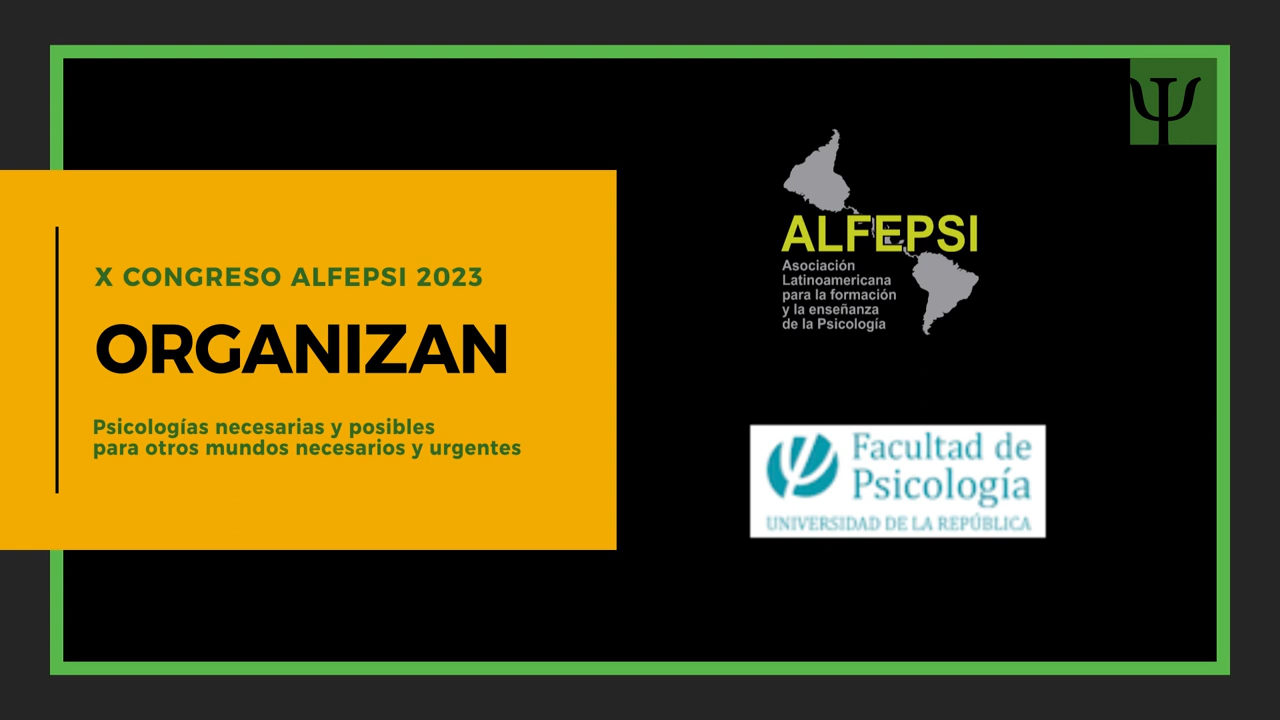 X CONGRESO ALFEPSI 2023
ORGANIZAN
Psicologías necesarias y posibles
para otros mundos necesarios y urgentes
Ψ
ALFEPSI
Asociación
Latinoamericana
para la formación
y la enseñanza
de la Psicología
Facultad de
Psicología
UNIVERSIDAD DE LA REPÚBLICA